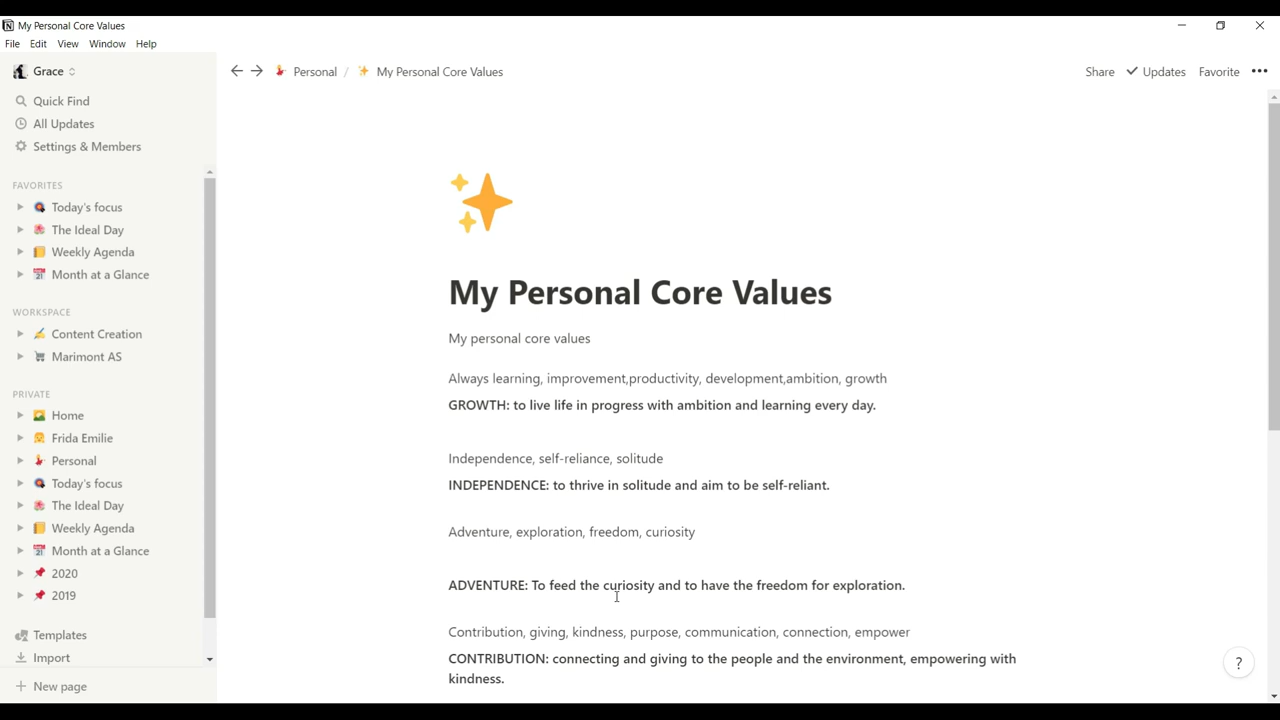 My Personal Core Values
File Edit View Window Help
Grace
Personal / My Personal Core Values
Share Updates Favorite
Quick Find
All Updates
Settings & Members
FAVORITES
Today's focus
The Ideal Day
Weekly Agenda
Month at a Glance
WORKSPACE
Content Creation
Marimont AS
PRIVATE
Home
Frida Emilie
Personal
Today's focus
The Ideal Day
Weekly Agenda
Month at a Glance
2020
2019
Templates
Import
+ New page
My Personal Core Values
My personal core values
Always learning, improvement,productivity, development,ambition, growth
GROWTH: to live life in progress with ambition and learning every day.
Independence, self-reliance, solitude
INDEPENDENCE: to thrive in solitude and aim to be self-reliant.
Adventure, exploration, freedom, curiosity
ADVENTURE: To feed the curiosity and to have the freedom for exploration.
Contribution, giving, kindness, purpose, communication, connection, empower
CONTRIBUTION: connecting and giving to the people and the environment, empowering with
kindness.
?